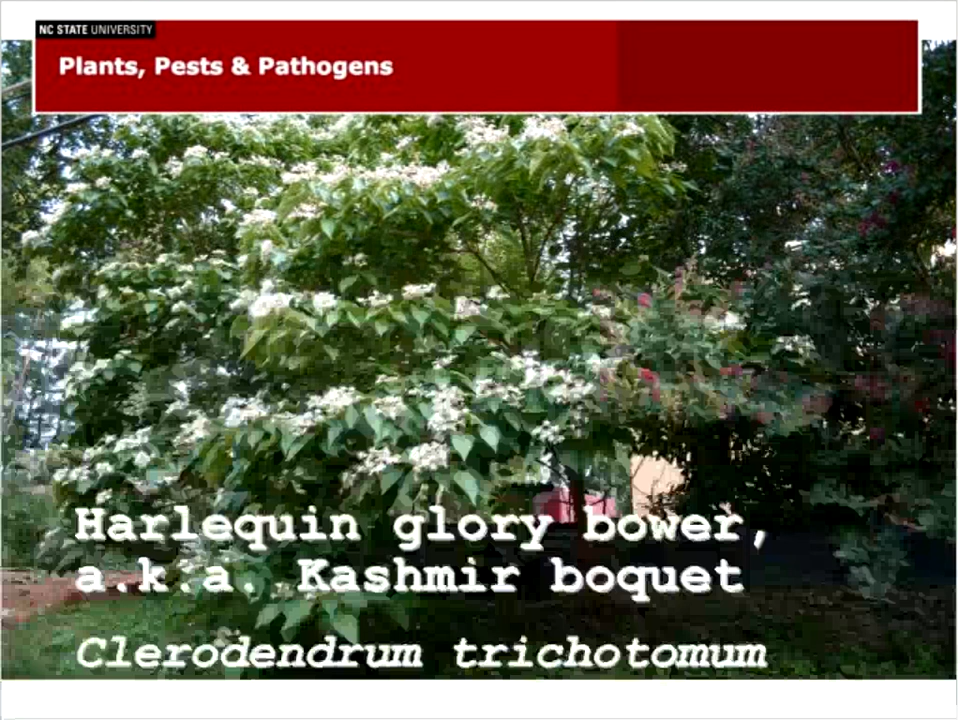 NC STATE UNIVERSITY
Plants, Pests & Pathogens
Harlequin glory bower,
a.k.a. Kashmir boquet
Clerodendrum trichotomum